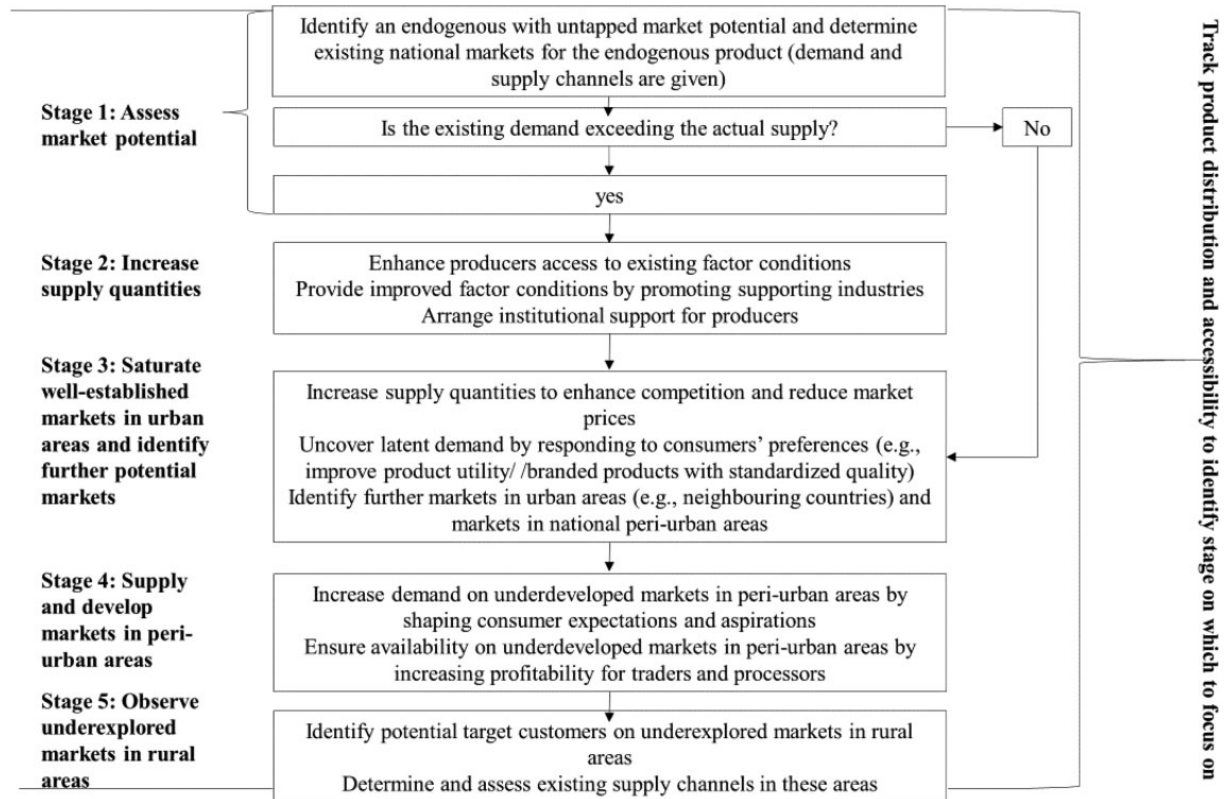 Identify an endogenous with untapped market potential and determine
existing national markets for the endogenous product (demand and
supply channels are given)
Stage 1: Assess
market potential
Is the existing demand exceeding the actual supply?
No
yes
Stage 2: Increase
supply quantities
Enhance producers access to existing factor conditions
Provide improved factor conditions by promoting supporting industries
Arrange institutional support for producers
Stage 3: Saturate
well-established
markets in urban
areas and identify
further potential
markets
Increase supply quantities to enhance competition and reduce market
prices
Uncover latent demand by responding to consumers’ preferences (e.g.,
improve product utility/ /branded products with standardized quality)
Identify further markets in urban areas (e.g., neighbouring countries) and
markets in national peri-urban areas
Stage 4: Supply
and develop
markets in peri-
urban areas
Increase demand on underdeveloped markets in peri-urban areas by
shaping consumer expectations and aspirations
Ensure availability on underdeveloped markets in peri-urban areas by
increasing profitability for traders and processors
Stage 5: Observe
underexplored
markets in rural
areas
Identify potential target customers on underexplored markets in rural
areas
Determine and assess existing supply channels in these areas
Track product distribution and accessibility to identify stage on which to focus on